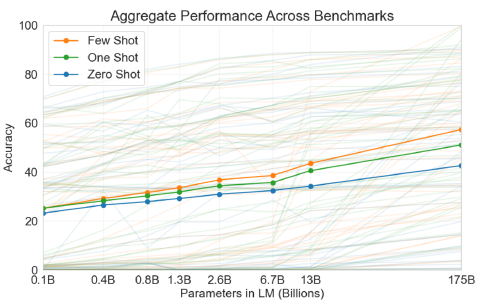 Aggregate Performance Across Benchmarks
100
80
60
40
20
0
Accuracy
Few Shot
One Shot
Zero Shot
0.1B 0.4B 0.8B 1.3B 2.6B 6.7B 13B 175B
Parameters in LM (Billions)